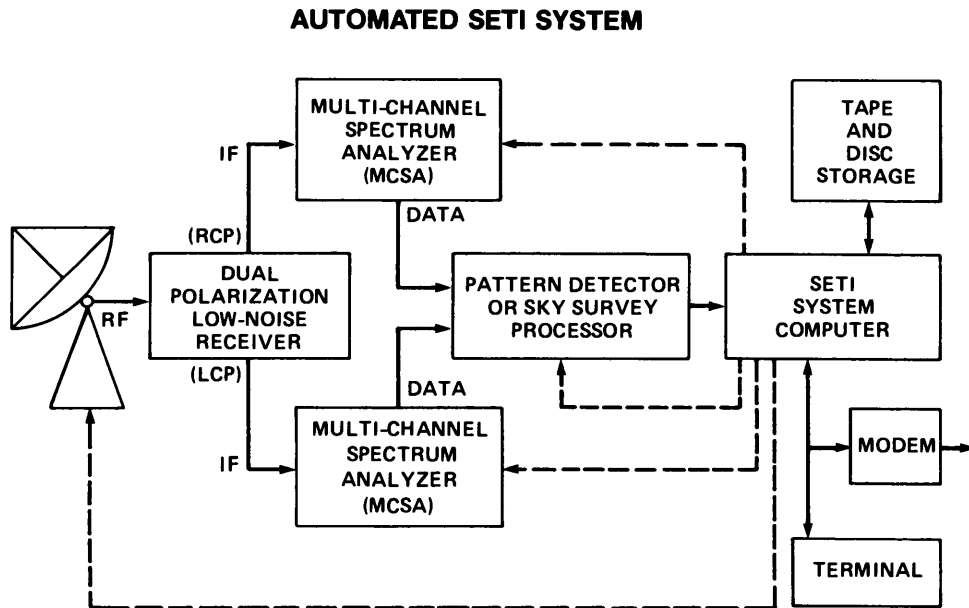 AUTOMATED SETI SYSTEM
MULTI-CHANNEL
SPECTRUM
ANALYZER
(MCSA)
TAPE
AND
DISC
STORAGE
IF
DATA
(RCP)
DUAL
POLARIZATION
LOW-NOISE
RECEIVER
RF
PATTERN DETECTOR
OR SKY SURVEY
PROCESSOR
SETI
SYSTEM
COMPUTER
(LCP)
DATA
IF
MULTI-CHANNEL
SPECTRUM
ANALYZER
(MCSA)
MODEM
TERMINAL